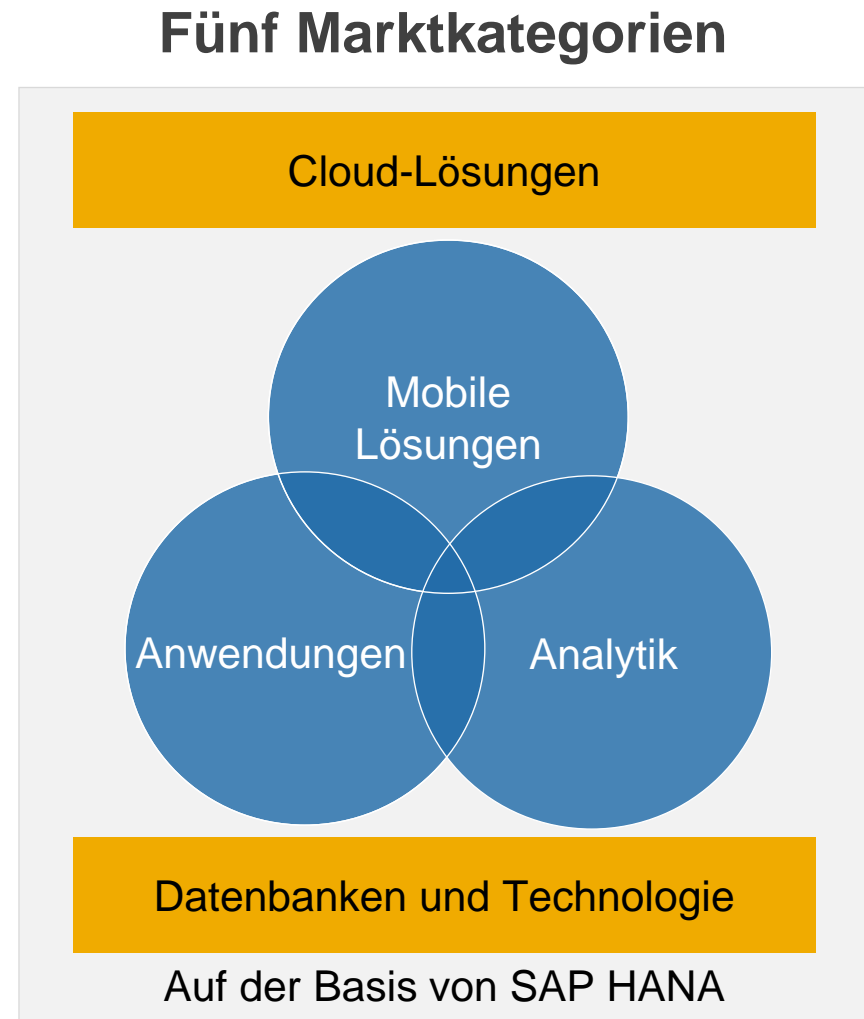 Fünf Marktkategorien
Cloud-Lösungen
Mobile
Lösungen
Anwendungen
Analytik
Datenbanken und Technologie
Auf der Basis von SAP HANA